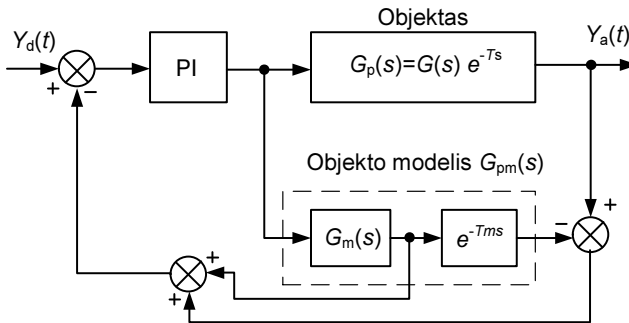 Objektas
Y_d(t)
Y_a(t)
PI
G_p(s)=G(s) e^{-Ts}
+
−
Objekto modelis G_pm(s)
+
−
G_m(s)
e^{-Tms}
+
+